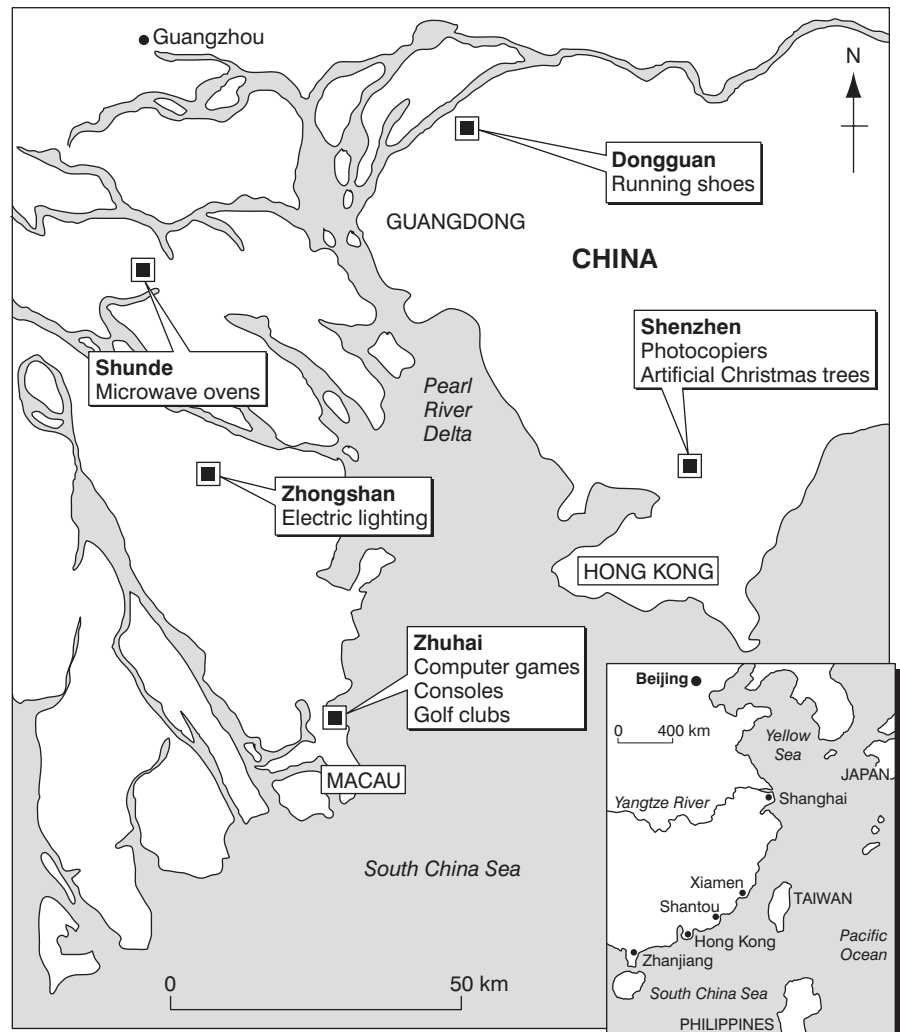 Guangzhou
N
Dongguan
Running shoes
GUANGDONG
CHINA
Shenzhen
Photocopiers
Artificial Christmas trees
Shunde
Microwave ovens
Pearl
River
Delta
Zhongshan
Electric lighting
HONG KONG
Zhuhai
Computer games
Consoles
Golf clubs
MACAU
South China Sea
0 50 km
Beijing
0 400 km
Yellow
Sea
JAPAN
Yangtze River
Shanghai
Xiamen
TAIWAN
Shantou
Hong Kong
Pacific
Ocean
Zhanjiang
South China Sea
PHILIPPINES